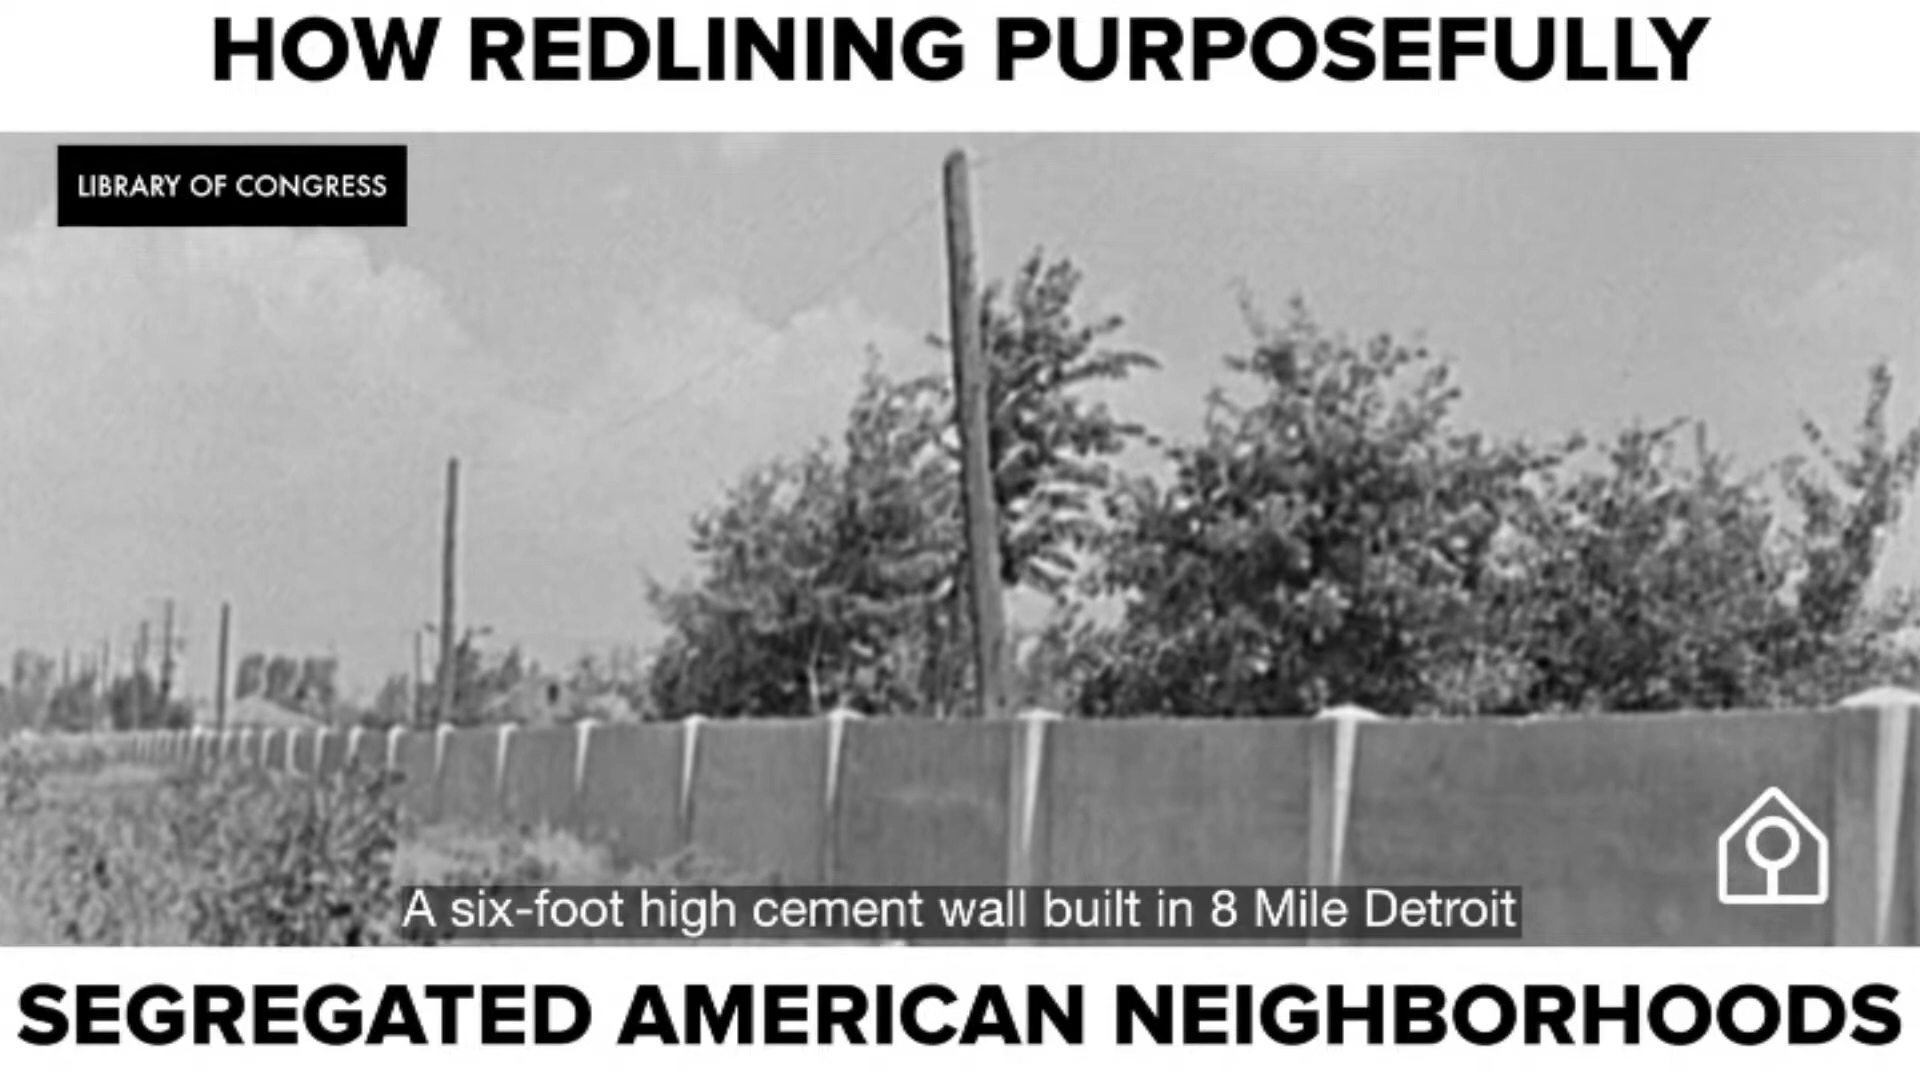 HOW REDLINING PURPOSEFULLY
LIBRARY OF CONGRESS
A six-foot high cement wall built in 8 Mile Detroit
SEGREGATED AMERICAN NEIGHBORHOODS